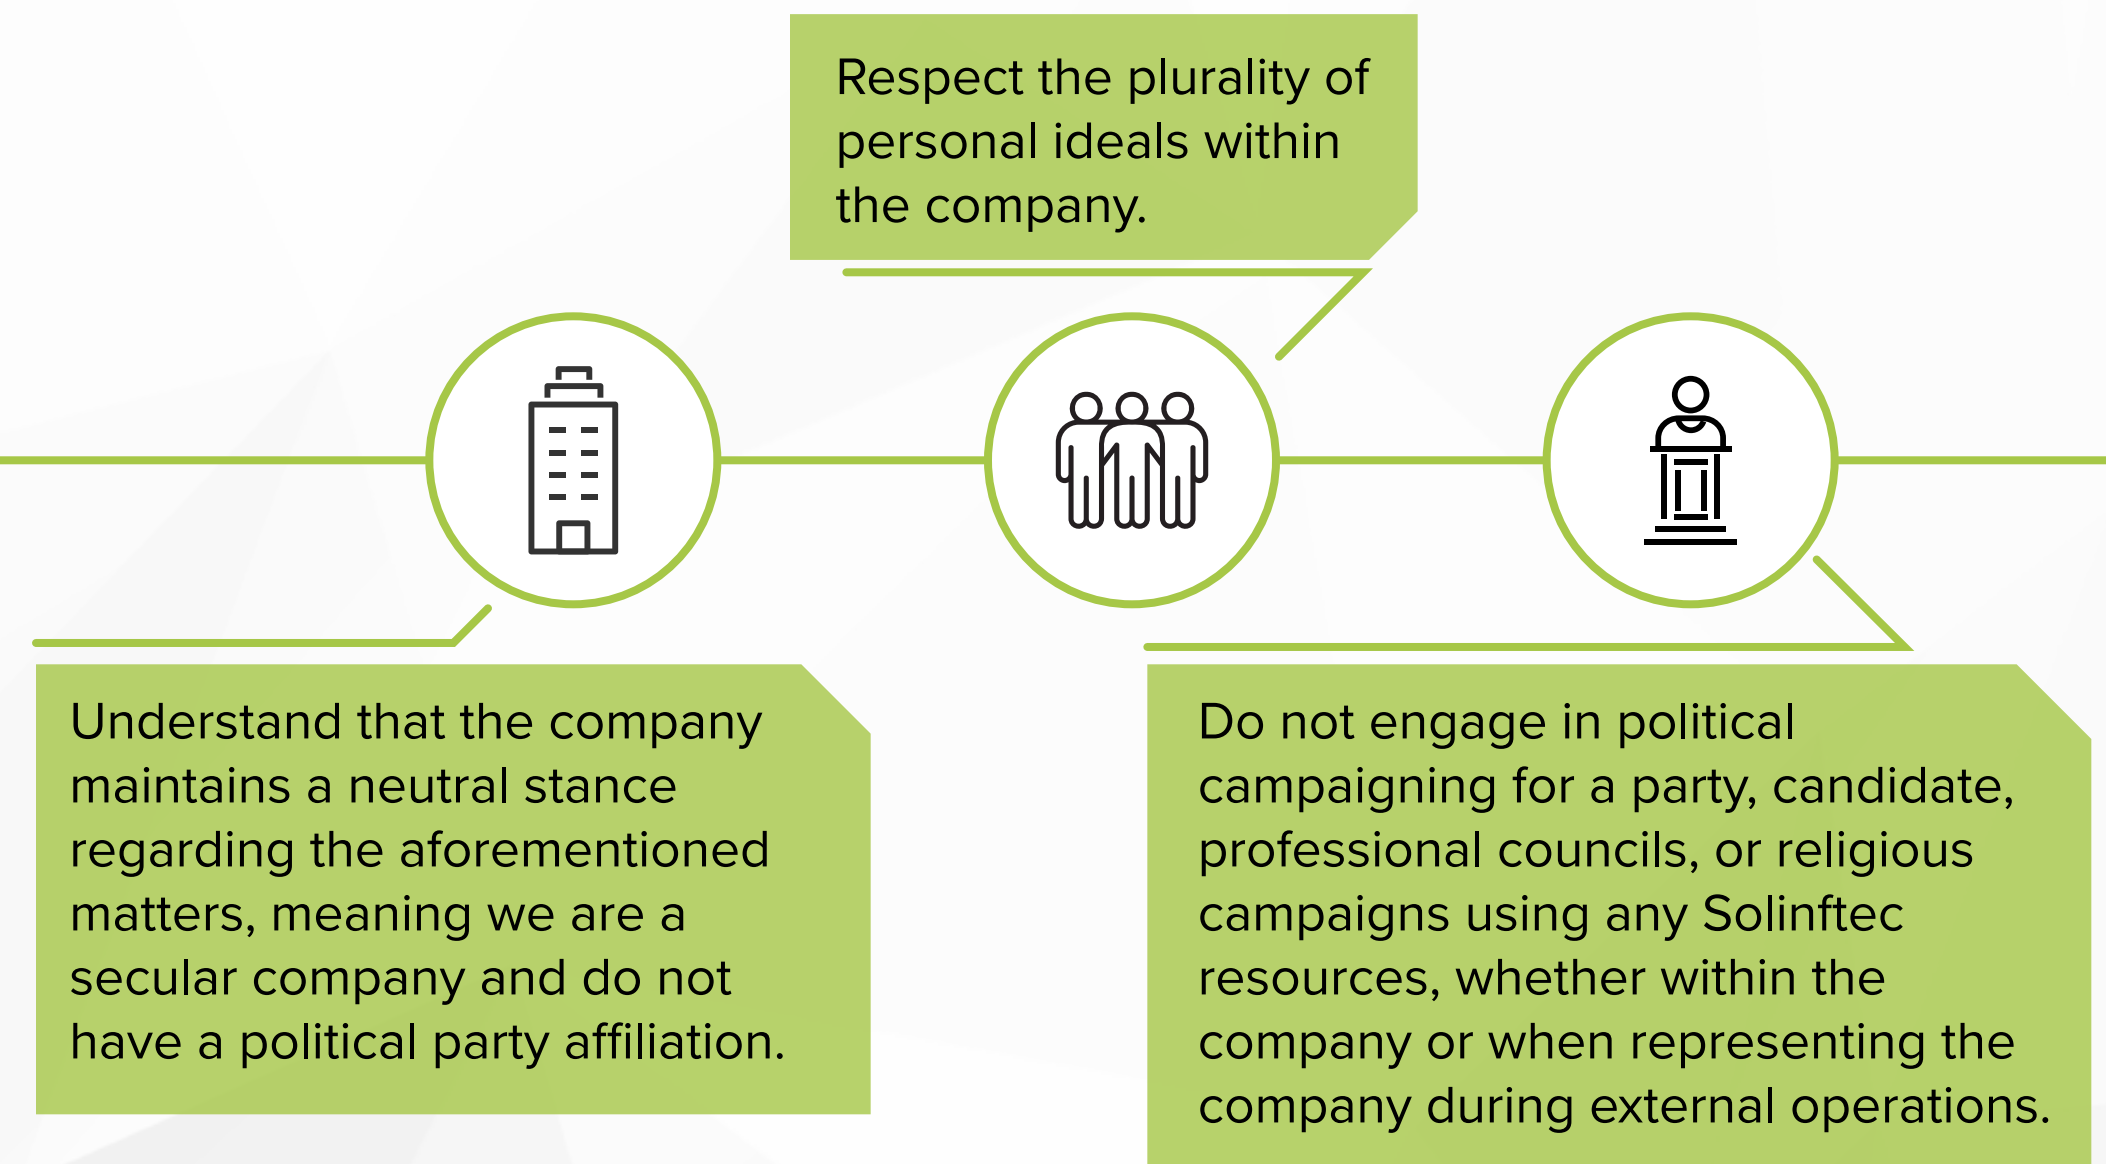 Respect the plurality of
personal ideals within
the company.
Understand that the company
maintains a neutral stance
regarding the aforementioned
matters, meaning we are a
secular company and do not
have a political party affiliation.
Do not engage in political
campaigning for a party, candidate,
professional councils, or religious
campaigns using any Solinftec
resources, whether within the
company or when representing the
company during external operations.